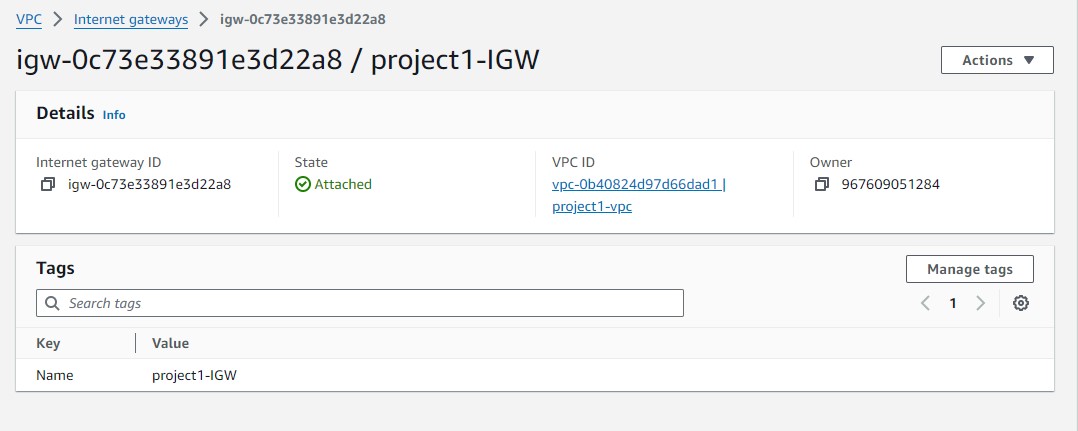 VPC > Internet gateways > igw-0c73e33891e3d22a8
igw-0c73e33891e3d22a8 / project1-IGW
Actions
Details Info
Internet gateway ID
igw-0c73e33891e3d22a8
State
Attached
VPC ID
vpc-0b40824d97d66dad1 |
project1-vpc
Owner
967609051284
Tags
Manage tags
Search tags
1
Key Value
Name project1-IGW